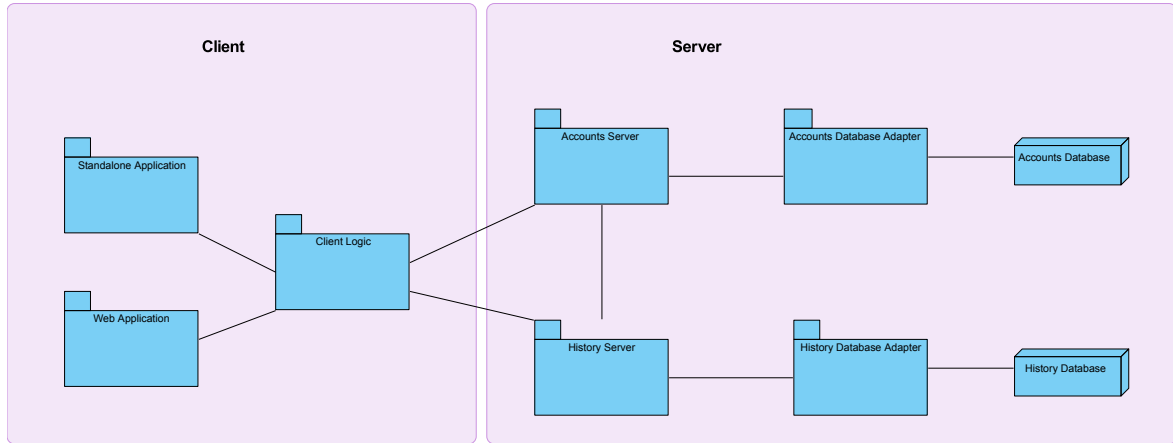 Client
Server
Standalone Application
Web Application
Client Logic
Accounts Server
Accounts Database Adapter
Accounts Database
History Server
History Database Adapter
History Database